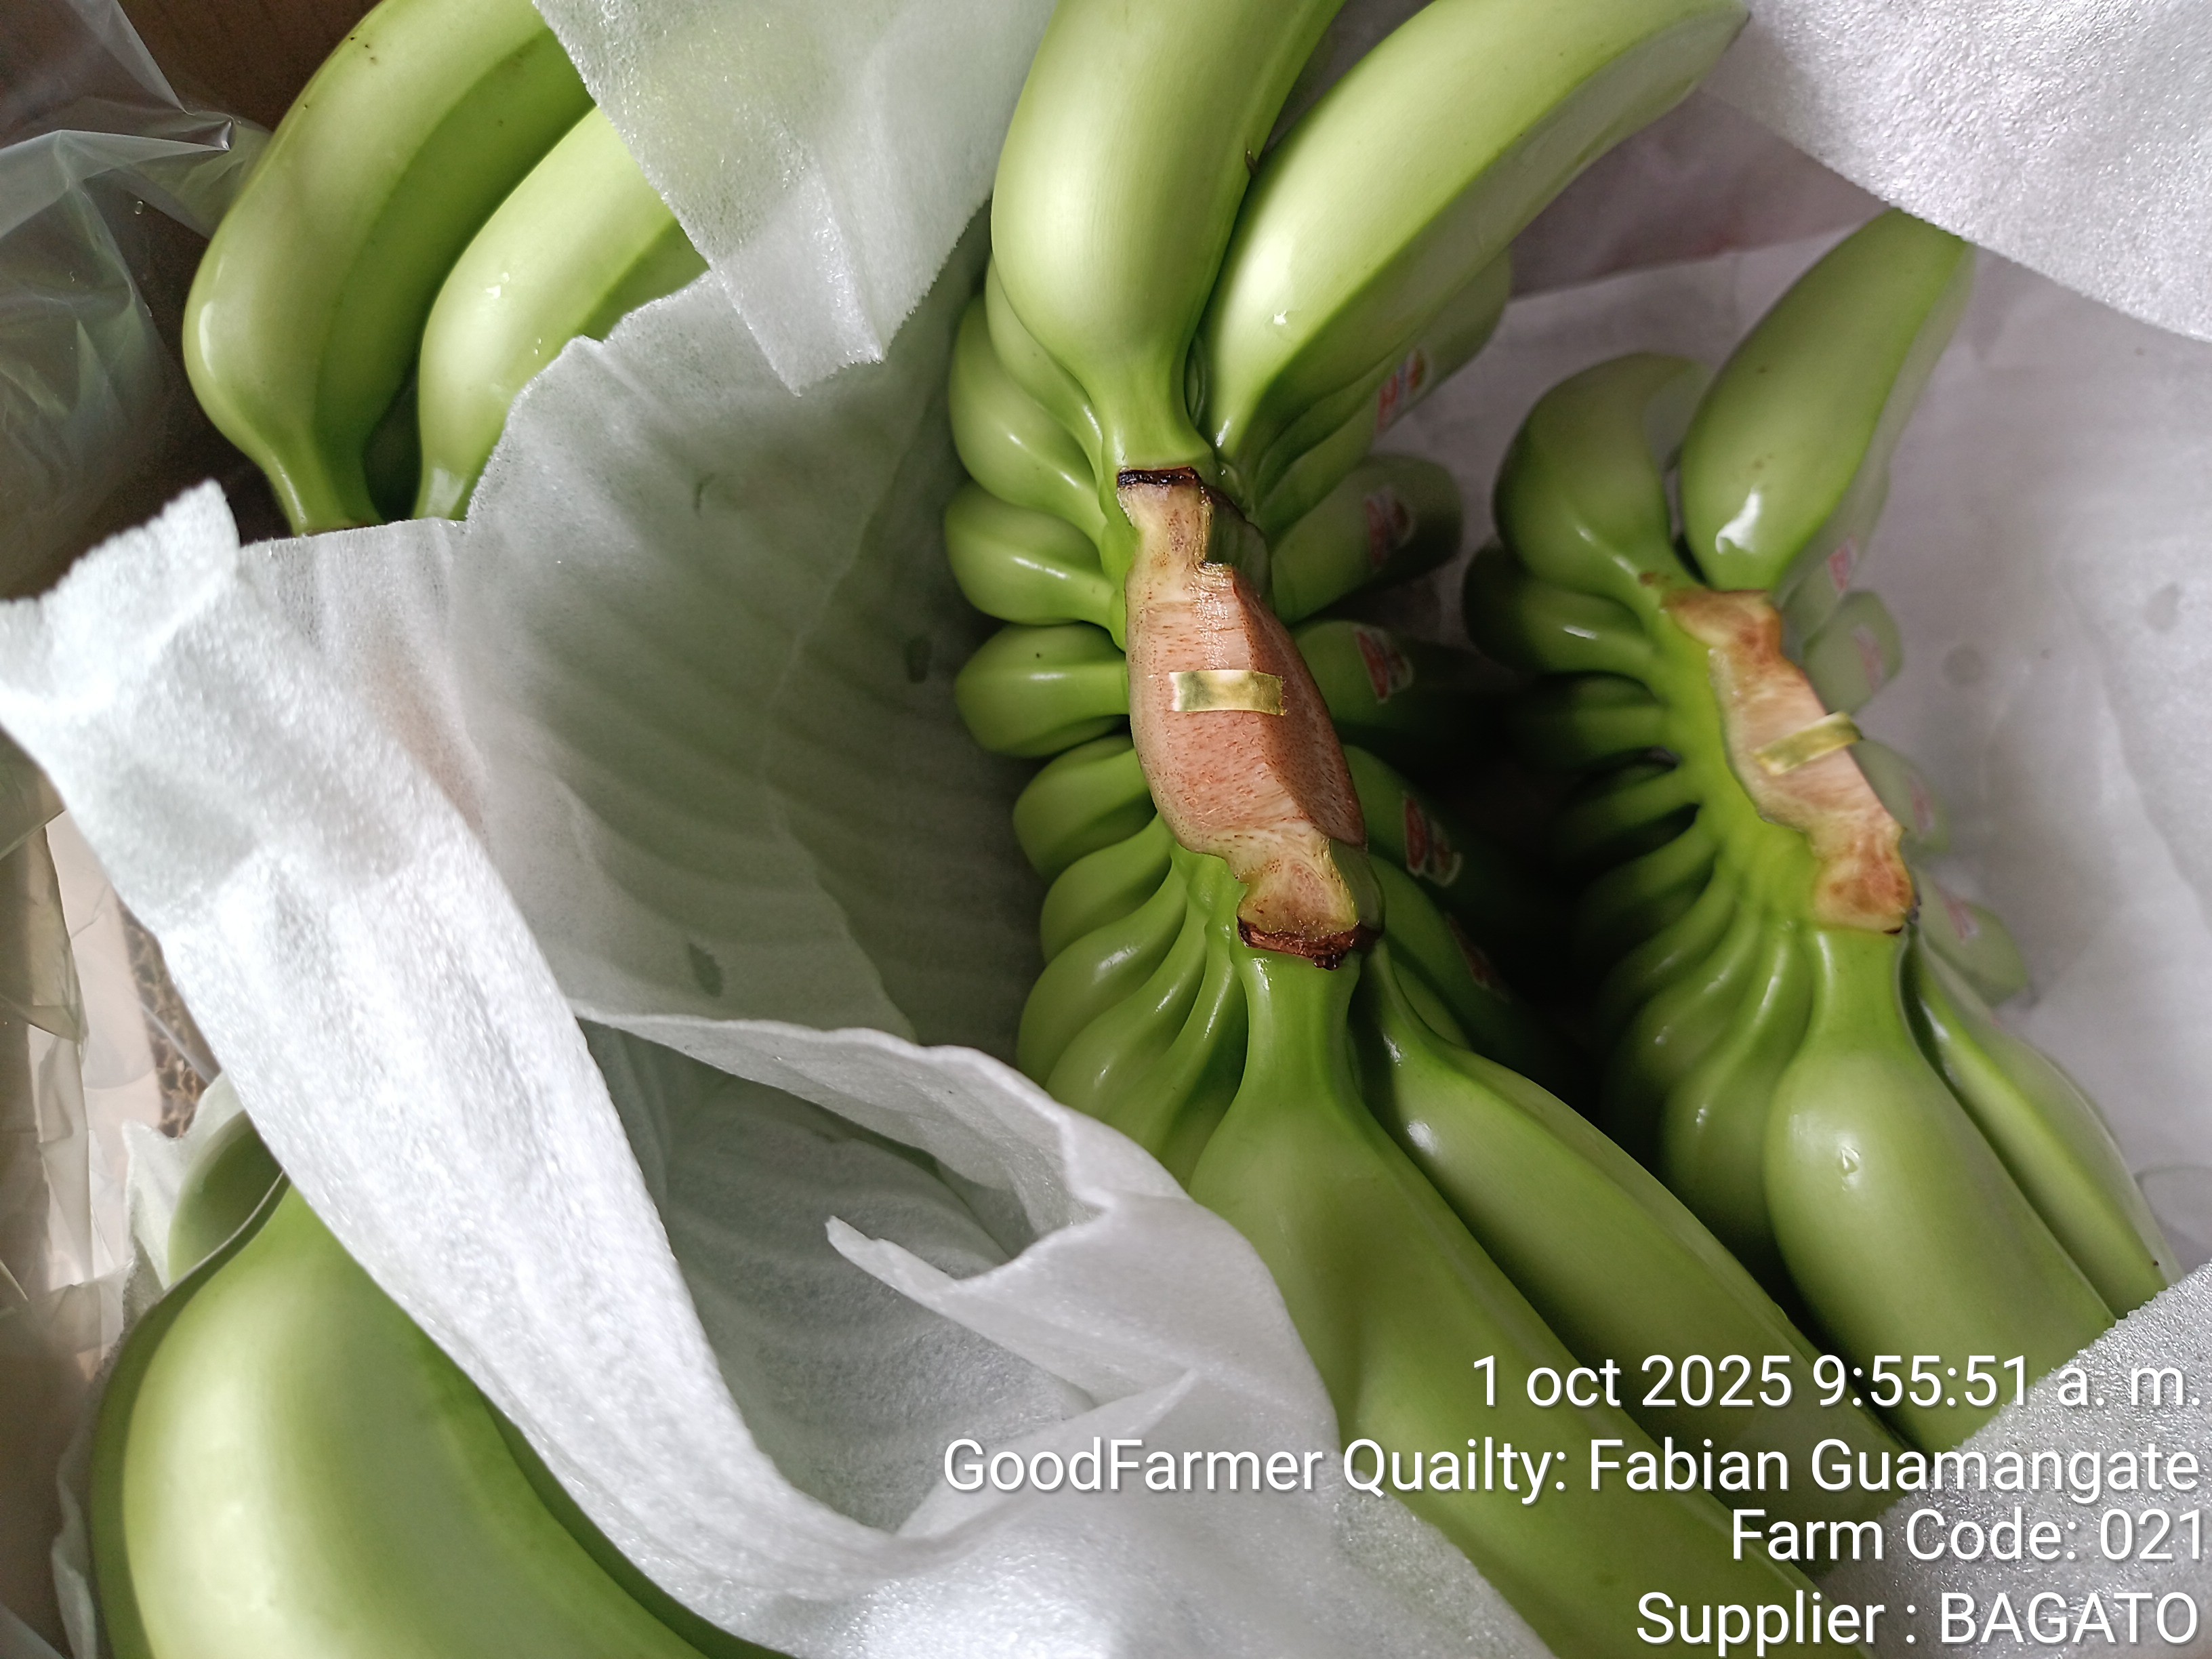 1 oct 2025 9:55:51 a. m.
GoodFarmer Quailty: Fabian Guamangate
Farm Code: 021
Supplier : BAGATO